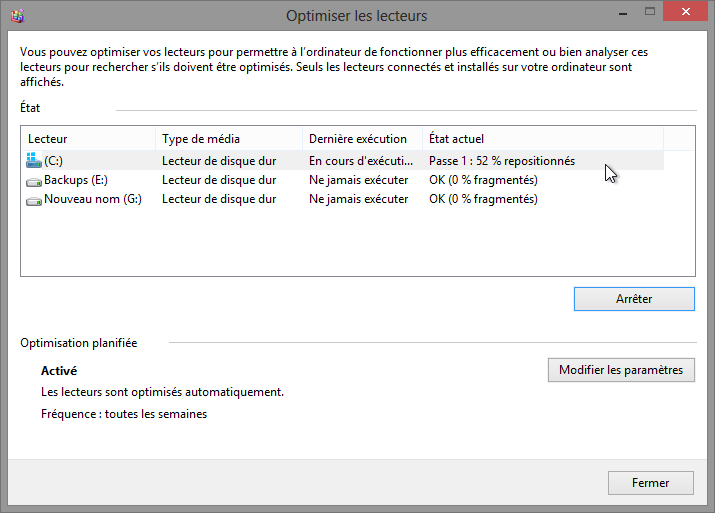 Optimiser les lecteurs
Vous pouvez optimiser vos lecteurs pour permettre à l'ordinateur de fonctionner plus efficacement ou bien analyser ces
lecteurs pour rechercher s'ils doivent être optimisés. Seuls les lecteurs connectés et installés sur votre ordinateur sont
affichés.
État
Lecteur Type de média Dernière exécution État actuel
(C:) Lecteur de disque dur En cours d'exécuti... Passe 1 : 52 % repositionnés
Backups (E:) Lecteur de disque dur Ne jamais exécuter OK (0 % fragmentés)
Nouveau nom (G:) Lecteur de disque dur Ne jamais exécuter OK (0 % fragmentés)
Arrêter
Optimisation planifiée
Activé
Modifier les paramètres
Les lecteurs sont optimisés automatiquement.
Fréquence : toutes les semaines
Fermer